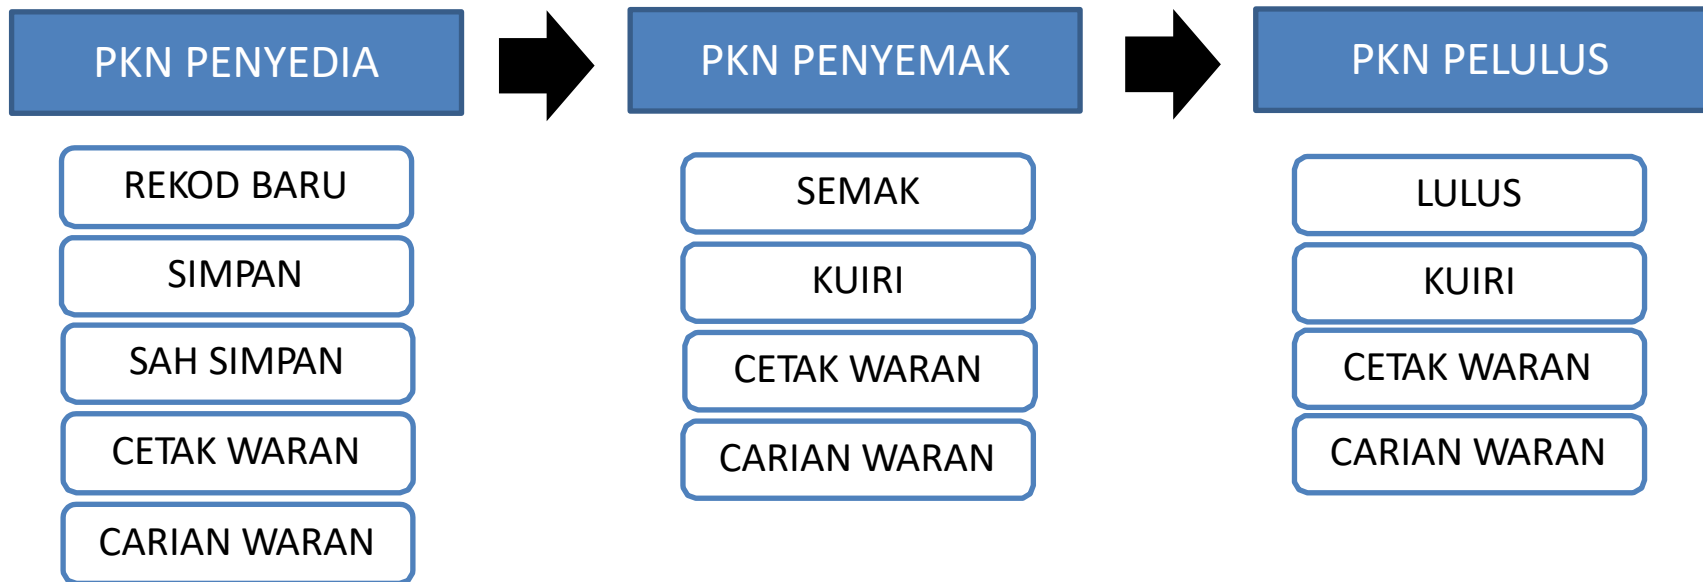 PKN PENYEDIA
REKOD BARU
SIMPAN
SAH SIMPAN
CETAK WARAN
CARIAN WARAN
PKN PENYEMAK
SEMAK
KUIRI
CETAK WARAN
CARIAN WARAN
PKN PELULUS
LULUS
KUIRI
CETAK WARAN
CARIAN WARAN